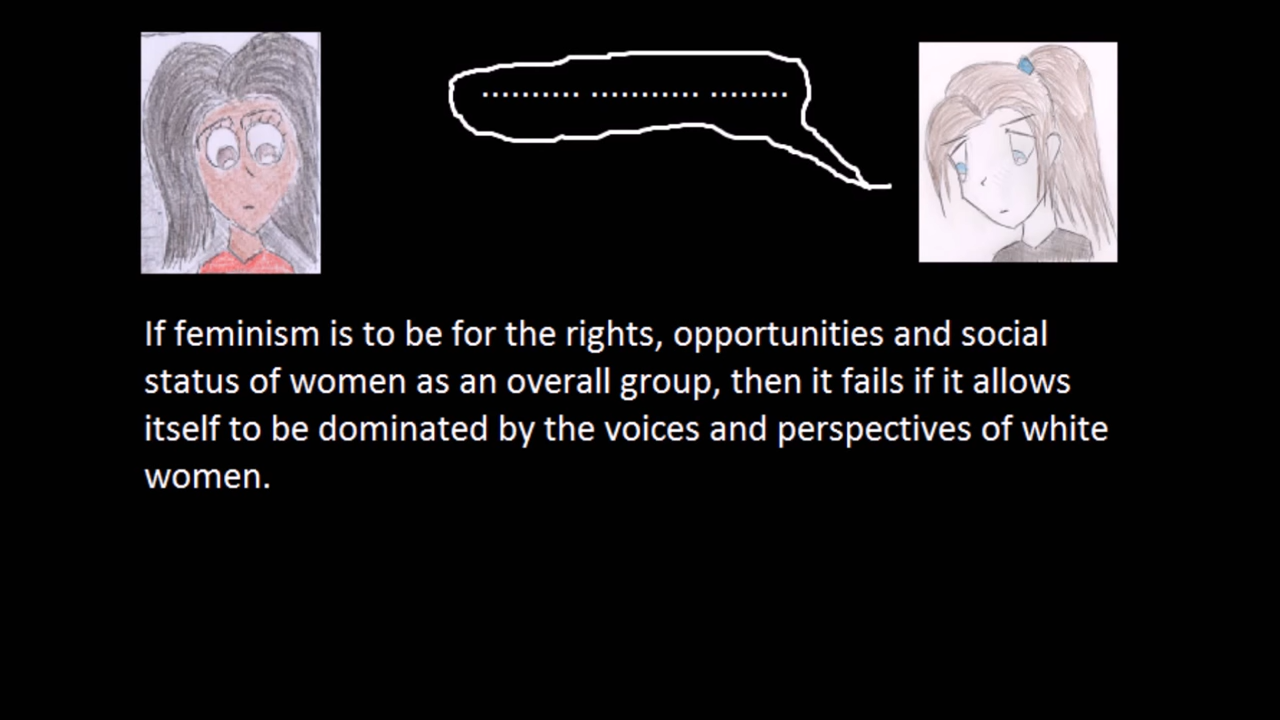 .......... ........... ........
If feminism is to be for the rights, opportunities and social
status of women as an overall group, then it fails if it allows
itself to be dominated by the voices and perspectives of white
women.